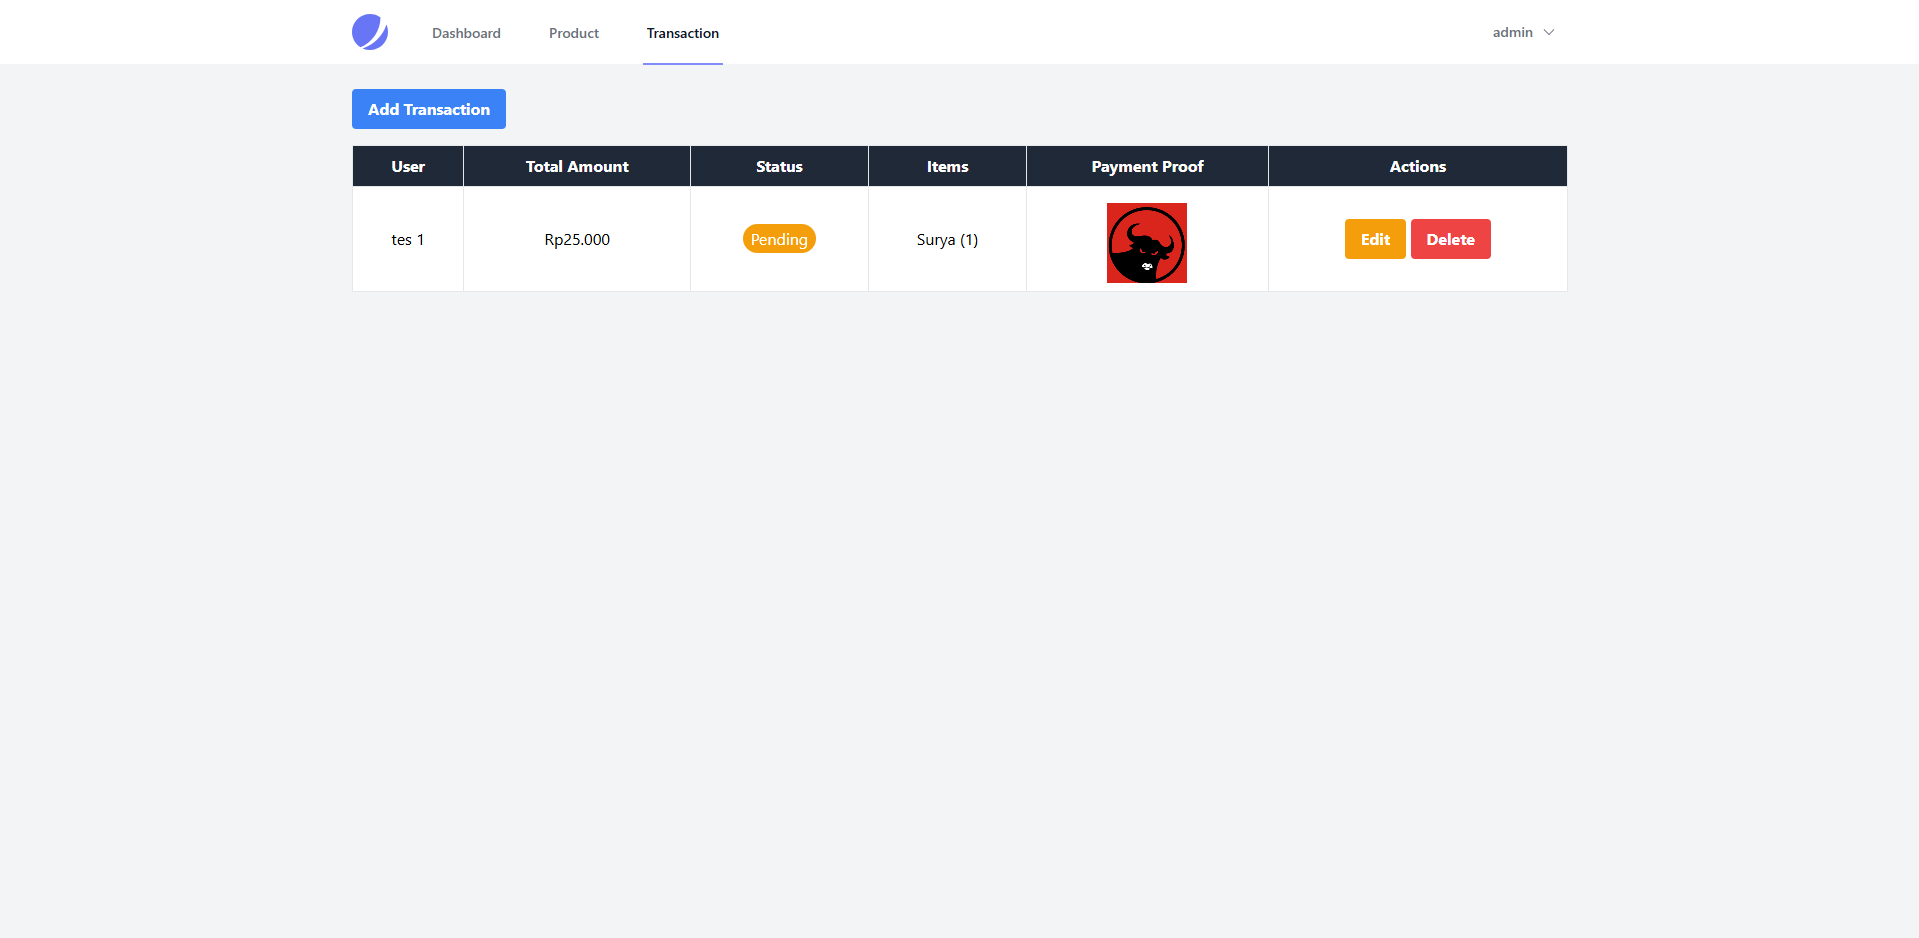 Dashboard Product Transaction admin
Add Transaction
User Total Amount Status Items Payment Proof Actions
tes 1 Rp25.000 Pending Surya (1) Edit Delete